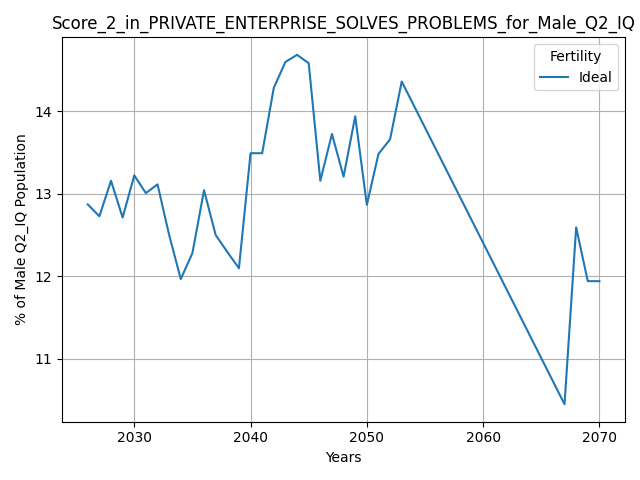 Score_2_in_PRIVATE_ENTERPRISE_SOLVES_PROBLEMS_for_Male_Q2_IQ
Fertility
Ideal
14
13
12
11
% of Male Q2_IQ Population
2030 2040 2050 2060 2070
Years